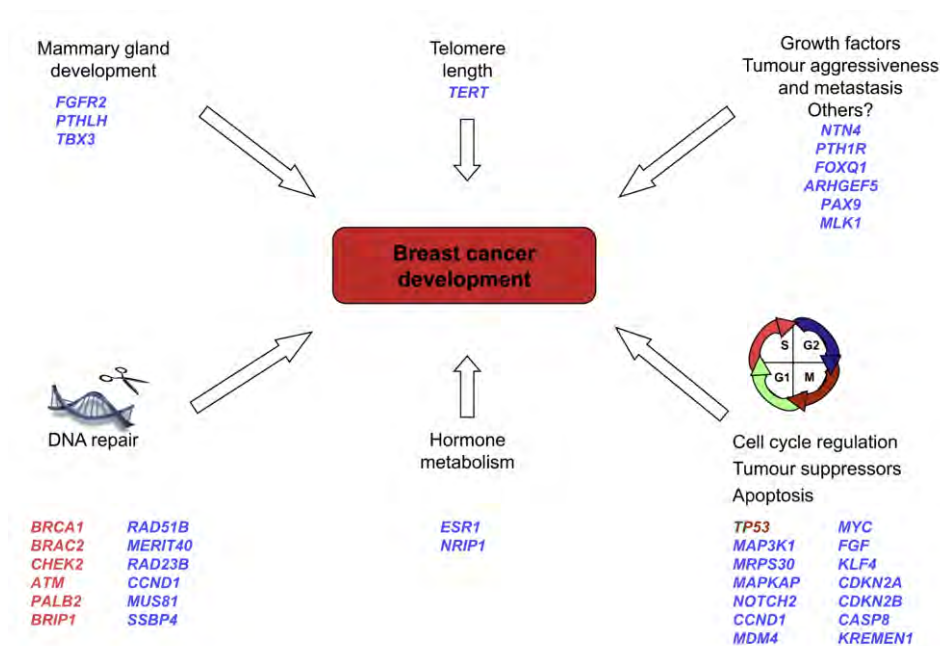 Mammary gland
development
FGFR2
PTHLH
TBX3
Telomere
length
TERT
Growth factors
Tumour aggressiveness
and metastasis
Others?
NTN4
PTH1R
FOXQ1
ARHGEF5
PAX9
MLK1
Breast cancer
development
DNA repair
BRCA1
BRAC2
CHEK2
ATM
PALB2
BRIP1
RAD51B
MERIT40
RAD23B
CCND1
MUS81
SSBP4
Hormone
metabolism
ESR1
NRIP1
S G2
G1 M
Cell cycle regulation
Tumour suppressors
Apoptosis
TP53
MAP3K1
MRPS30
MAPKAP
NOTCH2
CCND1
MDM4
MYC
FGF
KLF4
CDKN2A
CDKN2B
CASP8
KREMEN1